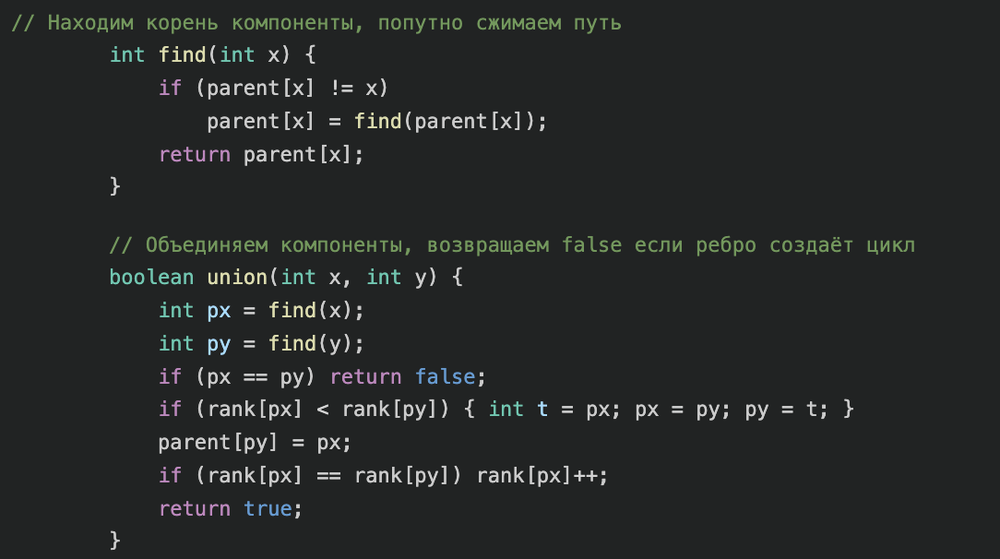 // Находим корень компоненты, попутно сжимаем путь
int find(int x) {
if (parent[x] != x)
parent[x] = find(parent[x]);
return parent[x];
}
// Объединяем компоненты, возвращаем false если ребро создаёт цикл
boolean union(int x, int y) {
int px = find(x);
int py = find(y);
if (px == py) return false;
if (rank[px] < rank[py]) { int t = px; px = py; py = t; }
parent[py] = px;
if (rank[px] == rank[py]) rank[px]++;
return true;
}